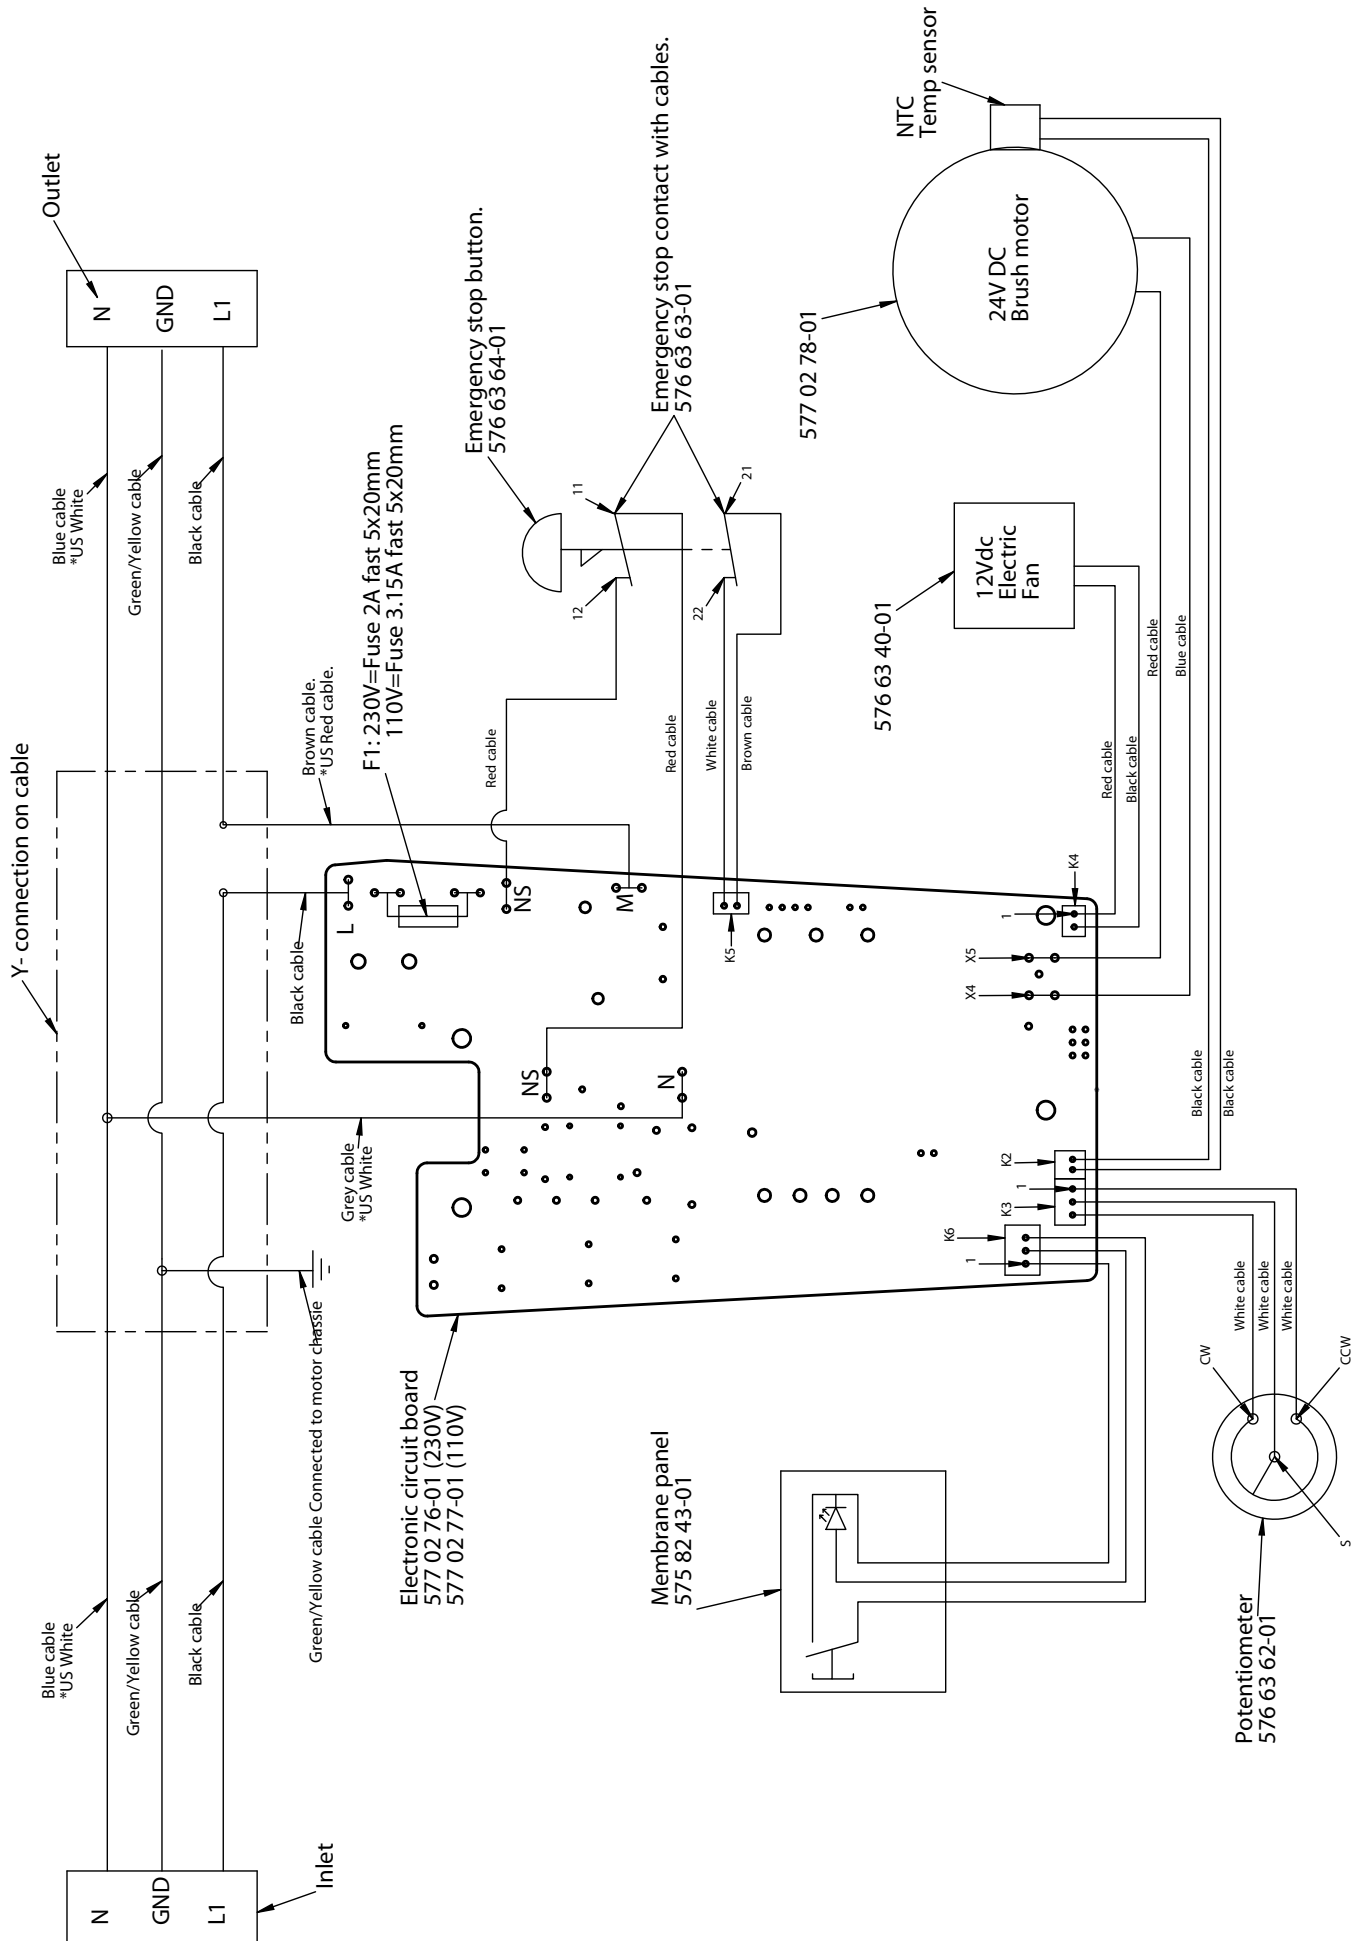 Y- connection on cable
Inlet
N
GND
L1
Blue cable
*US White
Green/Yellow cable
Black cable
Green/Yellow cable Connected to motor chassie
Grey cable
*US White
Black cable
Brown cable.
*US Red cable.
Blue cable
*US White
Green/Yellow cable
Black cable
Outlet
N
GND
L1
F1: 230V=Fuse 2A fast 5x20mm
110V=Fuse 3.15A fast 5x20mm
Emergency stop button.
576 63 64-01
Emergency stop contact with cables.
576 63 63-01
12
11
22
21
Red cable
Red cable
White cable
Brown cable
L
NS
M
NS
N
K5
Electronic circuit board
577 02 76-01 (230V)
577 02 77-01 (110V)
Membrane panel
575 82 43-01
K6
1
K3
1
K2
X4
X5
1
K4
577 02 78-01
24V DC
Brush motor
NTC
Temp sensor
576 63 40-01
12Vdc
Electric
Fan
Red cable
Black cable
Red cable
Blue cable
Black cable
Black cable
White cable
White cable
White cable
Potentiometer
576 63 62-01
CW
CCW
S